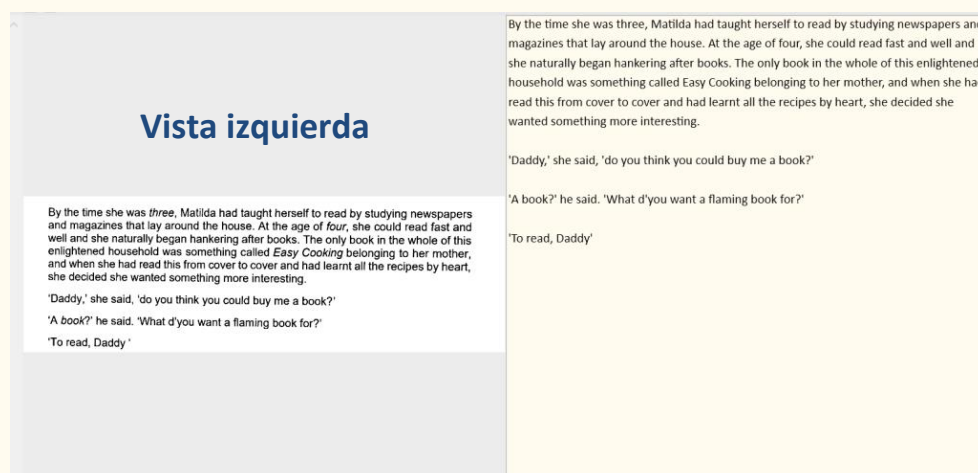 Vista izquierda
By the time she was three, Matilda had taught herself to read by studying newspapers
and magazines that lay around the house. At the age of four, she could read fast and
well and she naturally began hankering after books. The only book in the whole of this
enlightened household was something called Easy Cooking belonging to her mother,
and when she had read this from cover to cover and had learnt all the recipes by heart,
she decided she wanted something more interesting.
'Daddy,' she said, 'do you think you could buy me a book?'
'A book?' he said. 'What d'you want a flaming book for?'
'To read, Daddy '
By the time she was three, Matilda had taught herself to read by studying newspapers
magazines that lay around the house. At the age of four, she could read fast and well and
she naturally began hankering after books. The only book in the whole of this enlightened
household was something called Easy Cooking belonging to her mother, and when she
read this from cover to cover and had learnt all the recipes by heart, she decided she
wanted something more interesting.
'Daddy,' she said, 'do you think you could buy me a book?'
'A book?' he said. 'What d'you want a flaming book for?'
'To read, Daddy'